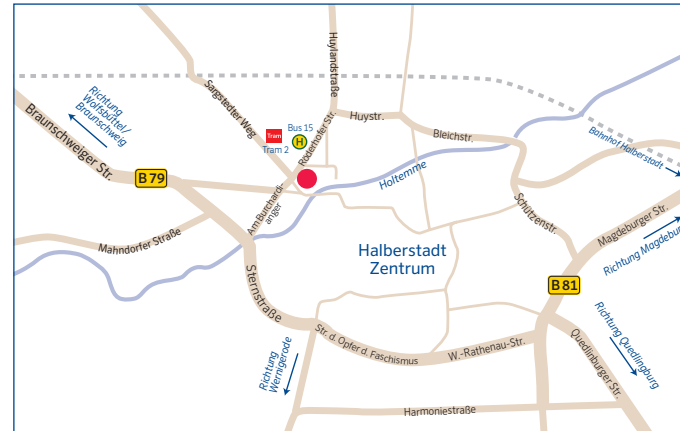 Huylandstraße
Sargstedter Weg
Richtung
Wolfsbüttel/
Braunschweig
Braunschweiger Str.
B 79
Tram
Tram 2
Bus 15
H
Röderhofer Str.
Huystr.
Bleichstr.
Bahnhof Halberstadt
Holtemme
Am Burchardi-
anger
Mahndorfer Straße
Schützenstr.
Magdeburger Str.
Richtung Magdebur
Halberstadt
Zentrum
Sternstraße
B 81
Str. d. Opfer d. Faschismus
W.-Rathenau-Str.
Richtung
Wernigerode
Quedlinburger Str.
Richtung Quedlingburg
Harmoniestraße